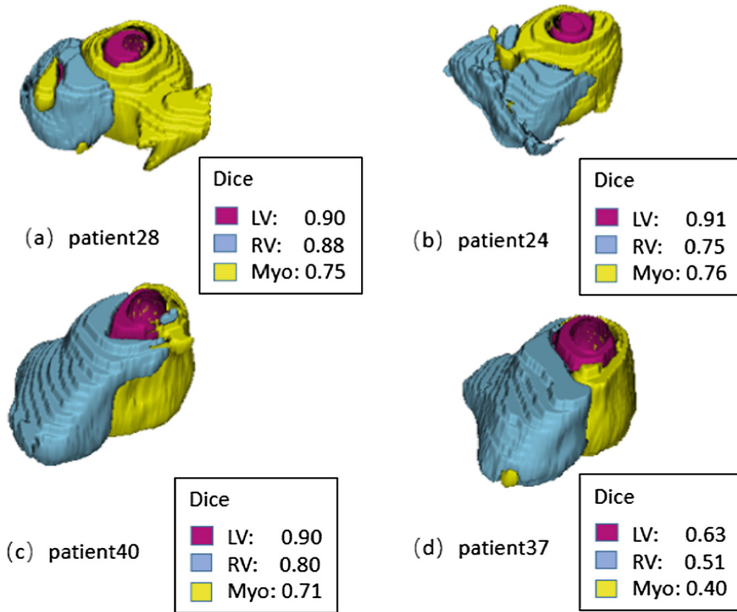 Dice
LV: 0.90
RV: 0.88
Myo: 0.75
(a) patient28
Dice
LV: 0.91
RV: 0.75
Myo: 0.76
(b) patient24
Dice
LV: 0.90
RV: 0.80
Myo: 0.71
(c) patient40
Dice
LV: 0.63
RV: 0.51
Myo: 0.40
(d) patient37